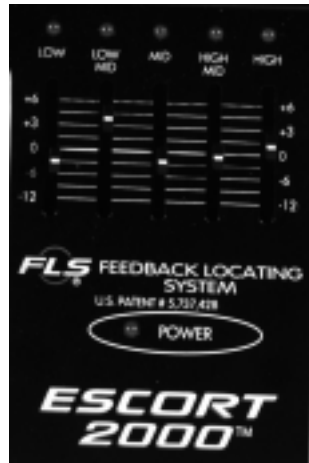 LOW LOW MID MID HIGH MID HIGH
+6 +6
+3 +3
0 0
-6 -6
-12 -12
FLS® FEEDBACK LOCATING
SYSTEM
U.S. PATENT # 5,737,428
POWER
ESCORT
2000™